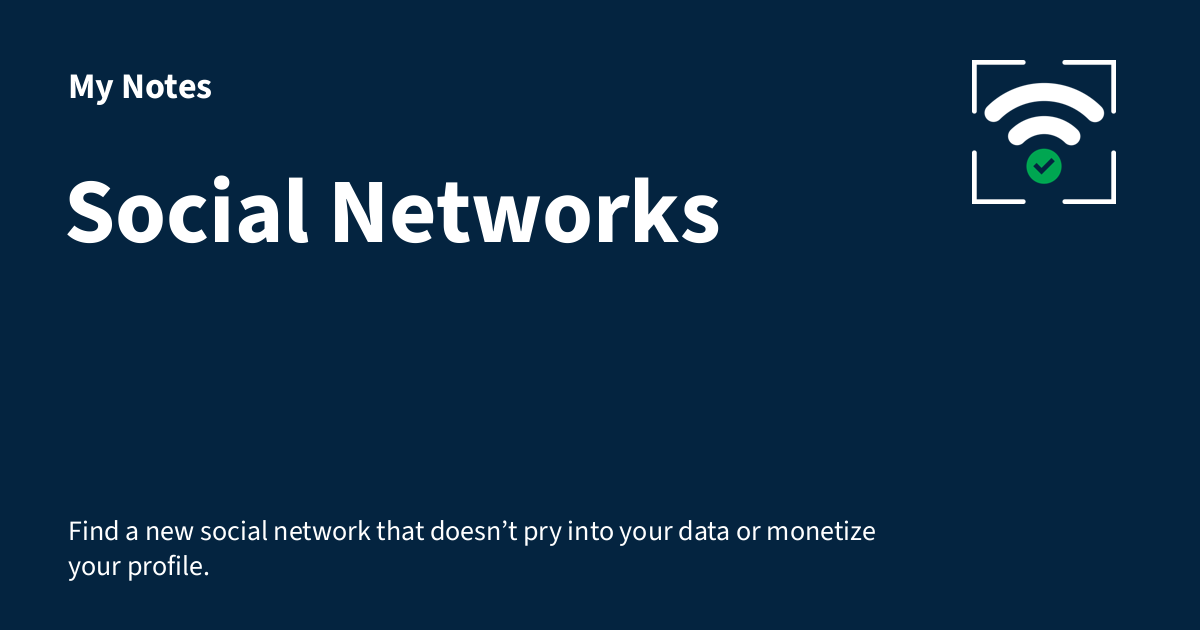 My Notes
Social Networks
Find a new social network that doesn’t pry into your data or monetize
your profile.